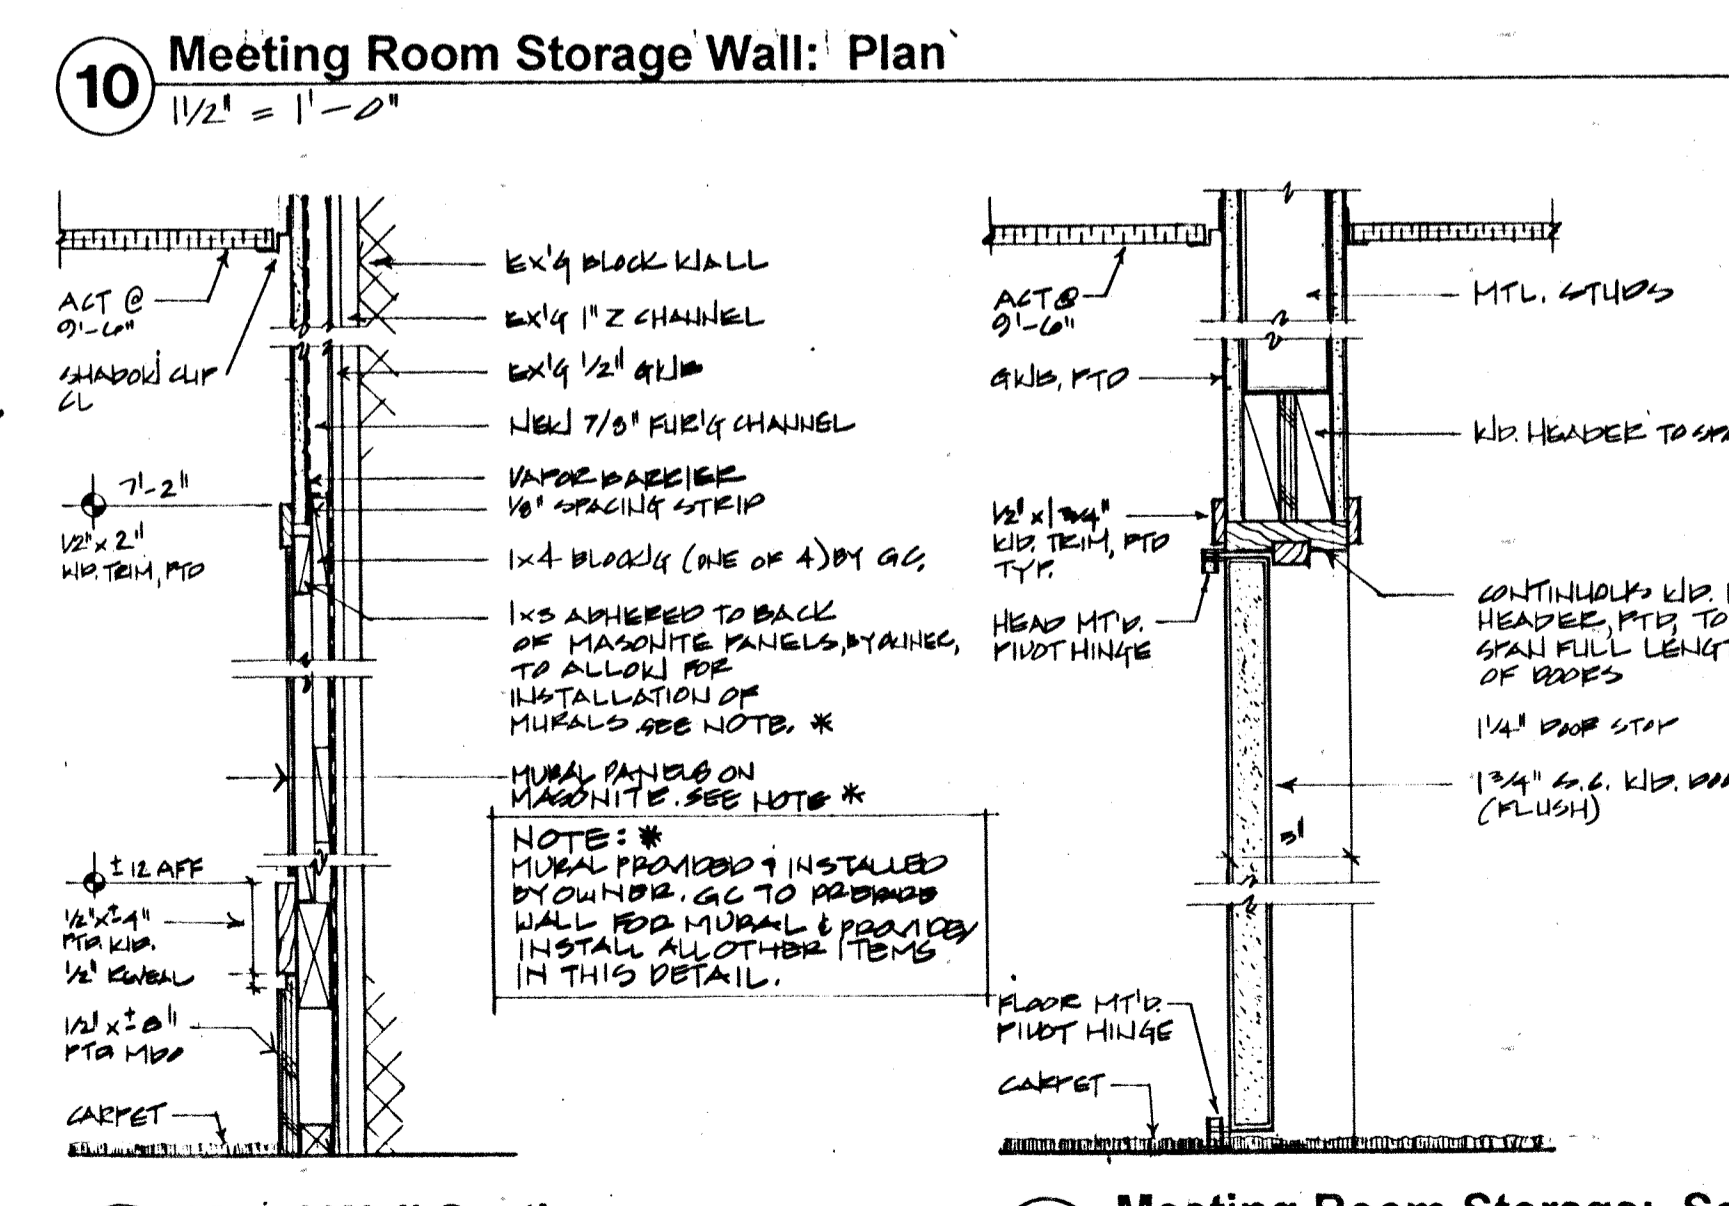 10
Meeting Room Storage Wall: Plan
1 1/2" = 1'-0"
ACT @
9'-6"
SHADOW CLIP
CL
7'-2"
1/2" x 2"
WD. TRIM, PTD
±12 AFF
1/2" x ±4"
PTD. WD.
1/2" REVEAL
1/2" x ±8"
PTD MDO
CARPET
EX'G BLOCK WALL
EX'G 1" Z CHANNEL
EX'G 1/2" GWB
NEW 7/8" FUR'G CHANNEL
VAPOR BARRIER
1/8" SPACING STRIP
1x4 BLOCK'G (ONE OF 4) BY GC,
1x3 ADHERED TO BACK
OF MASONITE PANELS, BY OWNER,
TO ALLOW FOR
INSTALLATION OF
MURALS. SEE NOTE. *
MURAL PANELS ON
MASONITE. SEE NOTE *
NOTE: *
MURAL PROVIDED & INSTALLED
BY OWNER. GC TO PREPARE
WALL FOR MURAL & PROVIDE/
INSTALL ALL OTHER ITEMS
IN THIS DETAIL.
ACT @
9'-6"
GWB, PTD
1/2" x 1 3/4"
WD. TRIM, PTD
TYP.
HEAD MT'D.
PIVOT HINGE
FLOOR MT'D.
PIVOT HINGE
CARPET
MTL. STUDS
WD. HEADER TO
CONTINUOUS WD.
HEADER, PTD, TO
SPAN FULL LENGT
OF DOORS
1 1/4" DOOR STOP
1 3/4" S.C. WD.
(FLUSH)
3"
Meeting Room Storage: